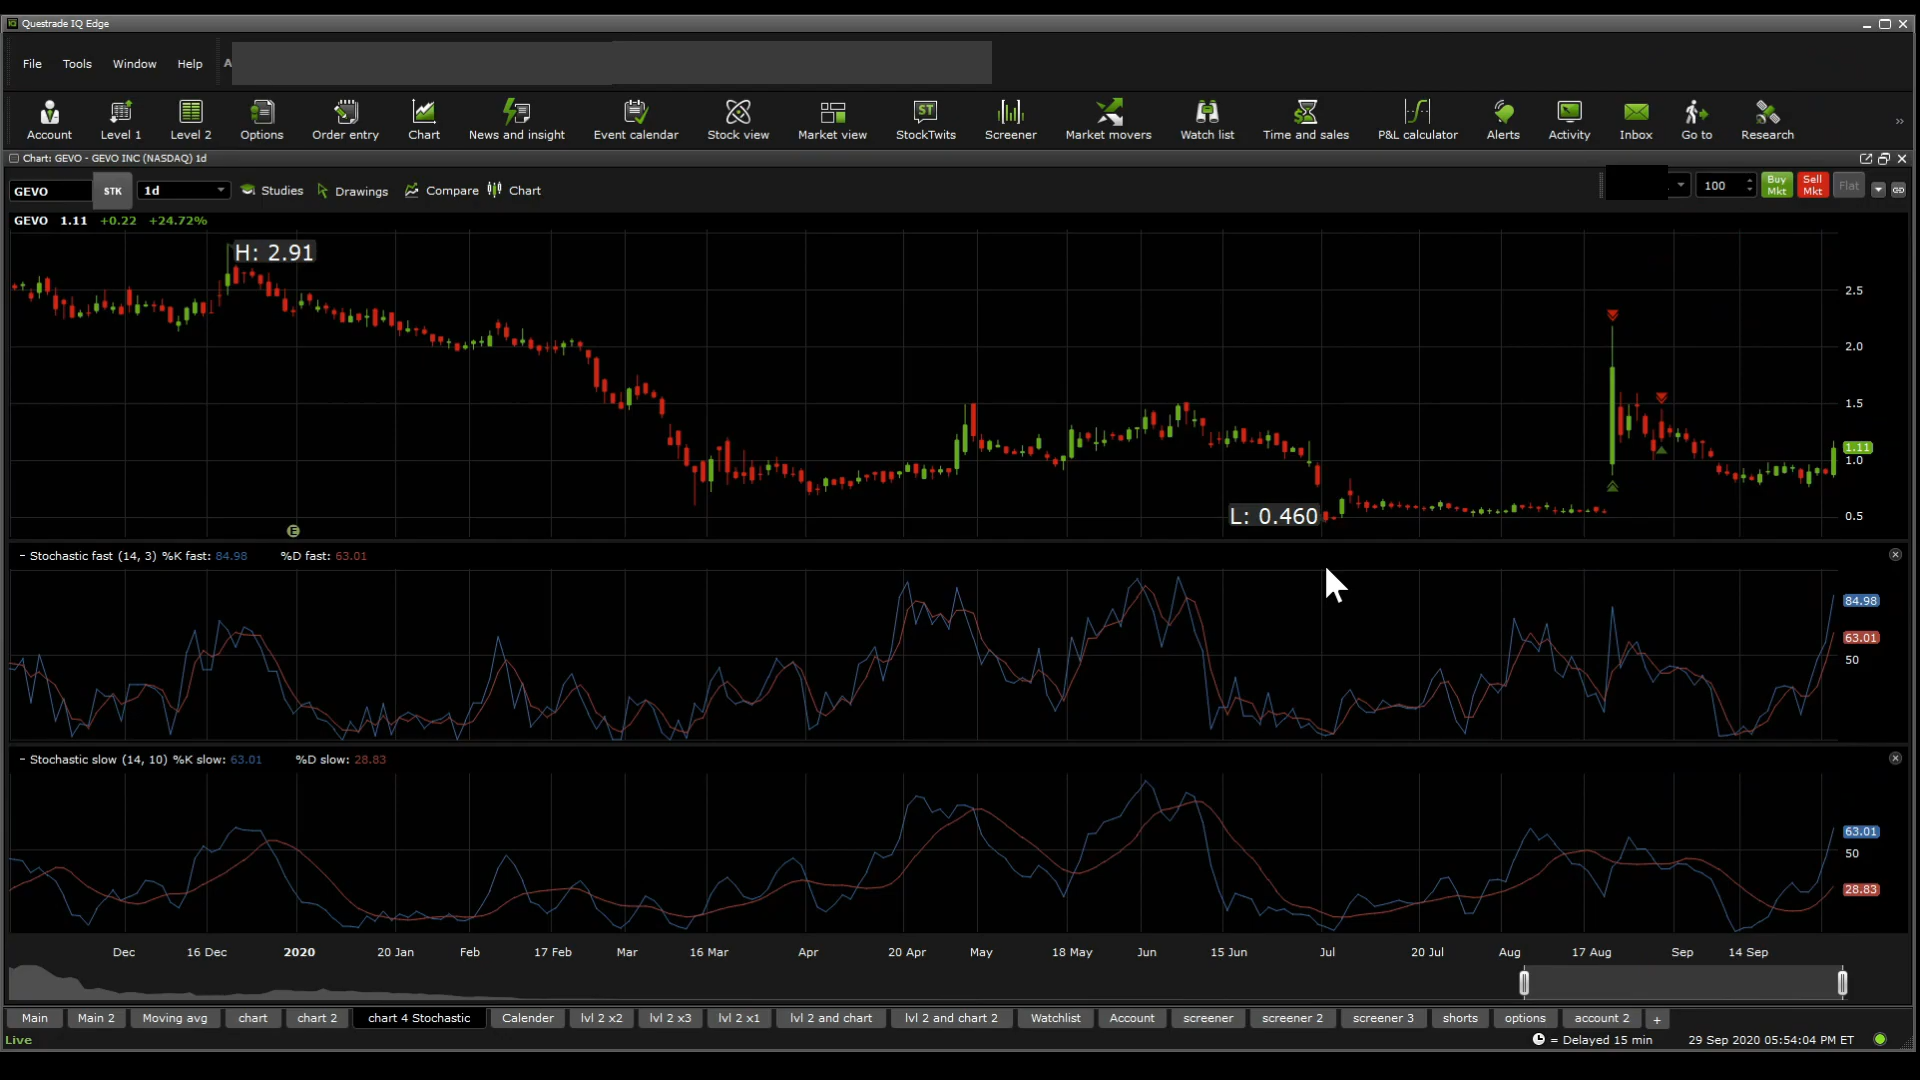 Questrade IQ Edge
File Tools Window Help A
Account Level 1 Level 2 Options Order entry Chart News and insight Event calendar Stock view Market view StockTwits Screener Market movers Watch list Time and sales P&L calculator Alerts Activity Inbox Go to Research
Chart: GEVO - GEVO INC (NASDAQ) 1d
GEVO STK 1d Studies Drawings Compare Chart 100 Buy Mkt Sell Mkt Flat
GEVO 1.11 +0.22 +24.72%
H: 2.91
2.5
2.0
1.5
1.11
1.0
L: 0.460
0.5
E
Stochastic fast (14, 3) %K fast: 84.98 %D fast: 63.01
84.98
63.01
50
Stochastic slow (14, 10) %K slow: 63.01 %D slow: 28.83
63.01
50
28.83
Dec 16 Dec 2020 20 Jan Feb 17 Feb Mar 16 Mar Apr 20 Apr May 18 May Jun 15 Jun Jul 20 Jul Aug 17 Aug Sep 14 Sep
Main Main 2 Moving avg chart chart 2 chart 4 Stochastic Calender lvl 2 x2 lvl 2 x3 lvl 2 x1 lvl 2 and chart lvl 2 and chart 2 Watchlist Account screener screener 2 screener 3 shorts options account 2 +
Live = Delayed 15 min 29 Sep 2020 05:54:04 PM ET